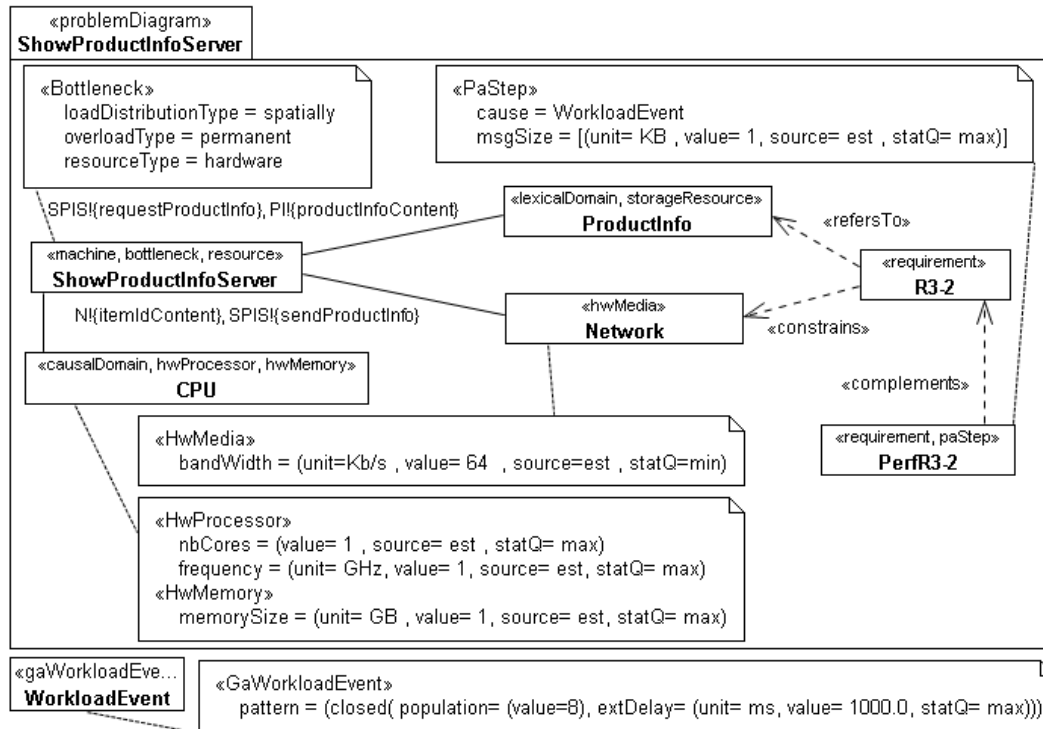 «problemDiagram»
ShowProductInfoServer
«Bottleneck»
loadDistributionType = spatially
overloadType = permanent
resourceType = hardware
«PaStep»
cause = WorkloadEvent
msgSize = [(unit= KB , value= 1, source= est , statQ= max)]
SPIS!{requestProductInfo}, PI!{productInfoContent}
«lexicalDomain, storageResource»
ProductInfo
«refersTo»
«machine, bottleneck, resource»
ShowProductInfoServer
«requirement»
R3-2
N!{itemIdContent}, SPIS!{sendProductInfo}
«hwMedia»
Network
«constrains»
«causalDomain, hwProcessor, hwMemory»
CPU
«complements»
«HwMedia»
bandWidth = (unit=Kb/s , value= 64 , source=est , statQ=min)
«requirement, paStep»
PerfR3-2
«HwProcessor»
nbCores = (value= 1 , source= est , statQ= max)
frequency = (unit= GHz, value= 1, source= est, statQ= max)
«HwMemory»
memorySize = (unit= GB , value= 1, source= est, statQ= max)
«gaWorkloadEve...
WorkloadEvent
«GaWorkloadEvent»
pattern = (closed( population= (value=8), extDelay= (unit= ms, value= 1000.0, statQ= max)))